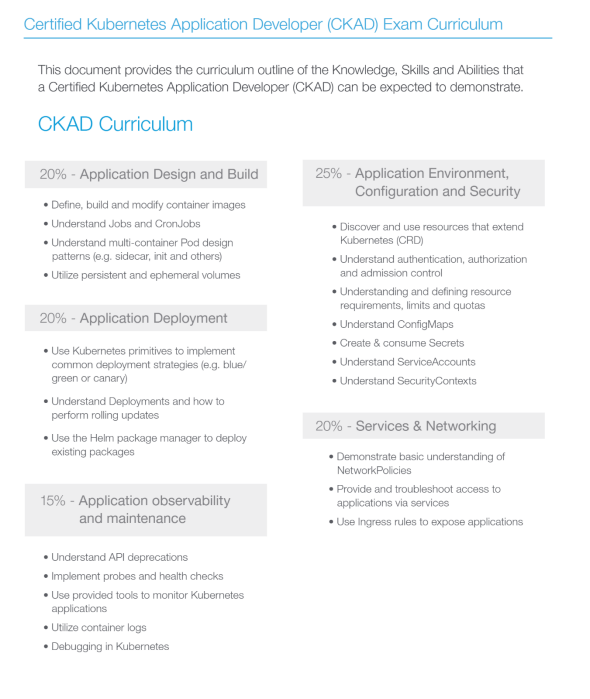 Certified Kubernetes Application Developer (CKAD) Exam Curriculum
This document provides the curriculum outline of the Knowledge, Skills and Abilities that
a Certified Kubernetes Application Developer (CKAD) can be expected to demonstrate.
CKAD Curriculum
20% - Application Design and Build
• Define, build and modify container images
• Understand Jobs and CronJobs
• Understand multi-container Pod design
patterns (e.g. sidecar, init and others)
• Utilize persistent and ephemeral volumes
20% - Application Deployment
• Use Kubernetes primitives to implement
common deployment strategies (e.g. blue/
green or canary)
• Understand Deployments and how to
perform rolling updates
• Use the Helm package manager to deploy
existing packages
15% - Application observability
and maintenance
• Understand API deprecations
• Implement probes and health checks
• Use provided tools to monitor Kubernetes
applications
• Utilize container logs
• Debugging in Kubernetes
25% - Application Environment,
Configuration and Security
• Discover and use resources that extend
Kubernetes (CRD)
• Understand authentication, authorization
and admission control
• Understanding and defining resource
requirements, limits and quotas
• Understand ConfigMaps
• Create & consume Secrets
• Understand ServiceAccounts
• Understand SecurityContexts
20% - Services & Networking
• Demonstrate basic understanding of
NetworkPolicies
• Provide and troubleshoot access to
applications via services
• Use Ingress rules to expose applications